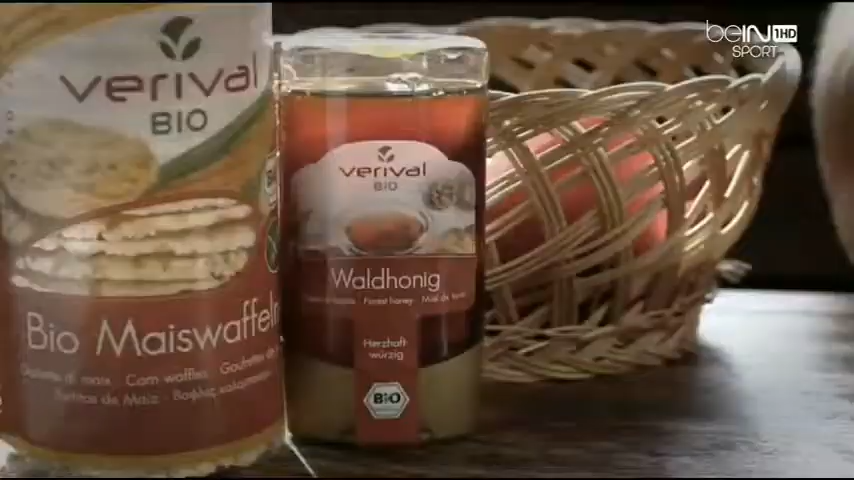 beIN 1HD
SPORT
verival
BIO
Bio Maiswaffeln
Corn waffles
verival
BIO
Waldhonig
Forest honey
Herzhaft
würzig
BIO